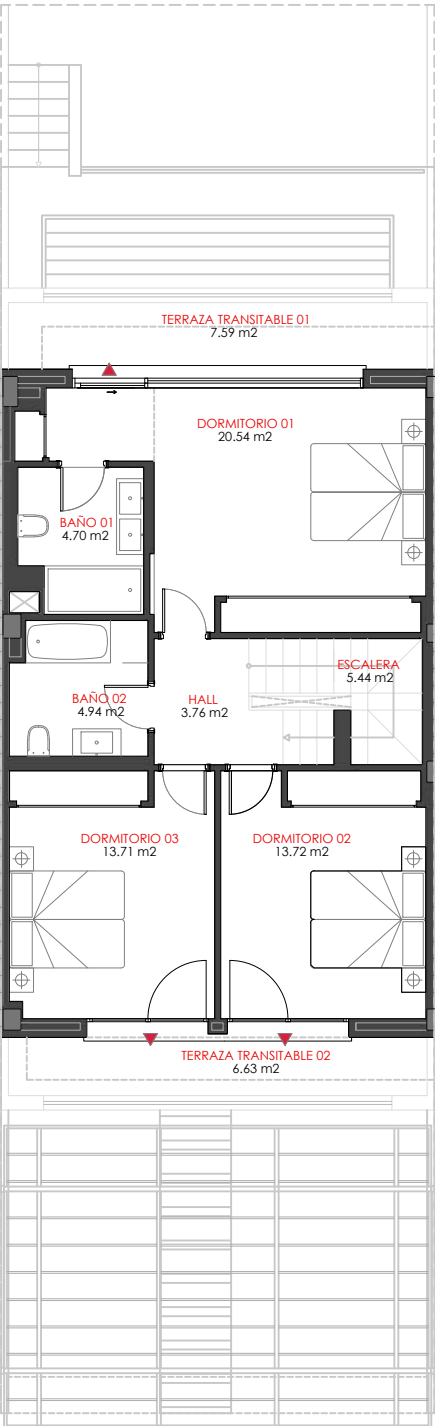 TERRAZA TRANSITABLE 01
7.59 m2
DORMITORIO 01
20.54 m2
BAÑO 01
4.70 m2
ESCALERA
5.44 m2
BAÑO 02
4.94 m2
HALL
3.76 m2
DORMITORIO 03
13.71 m2
DORMITORIO 02
13.72 m2
TERRAZA TRANSITABLE 02
6.63 m2